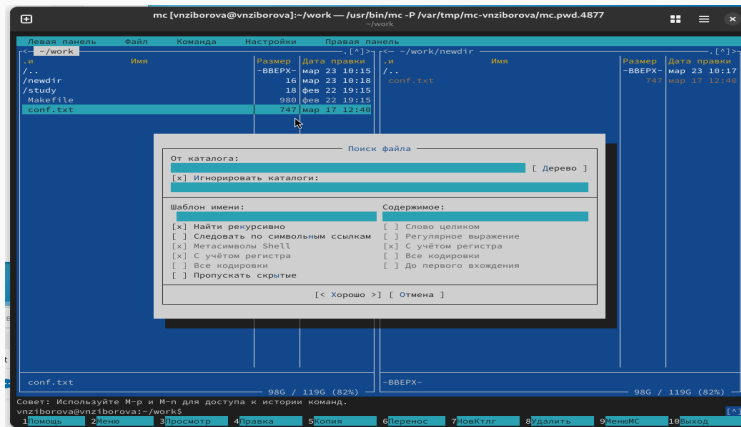 mc [vnziborova@vnziborova]:~/work — /usr/bin/mc -P /var/tmp/mc-vnziborova/mc.pwd.4877
~/work
Левая панель Файл Команда Настройки Правая панель
<— ~/work .[^]> <— ~/work/newdir .[^]>
.и Имя Размер Дата правки .и Имя Размер Дата правки
/.. -ВВЕРХ- мар 23 10:15 /.. -ВВЕРХ- мар 23 10:17
/newdir 16 мар 23 10:18 conf.txt 747 мар 17 12:40
/study 18 фев 22 19:15
Makefile 980 фев 22 19:15
conf.txt 747 мар 17 12:40
Поиск файла
От каталога:
[ Дерево ]
[x] Игнорировать каталоги:
Шаблон имени: Содержимое:
[x] Найти рекурсивно [ ] Слово целиком
[ ] Следовать по символьным ссылкам [ ] Регулярное выражение
[x] Метасимволы Shell [x] С учётом регистра
[x] С учётом регистра [ ] Все кодировки
[ ] Все кодировки [ ] До первого вхождения
[ ] Пропускать скрытые
[< Хорошо >] [ Отмена ]
conf.txt -ВВЕРХ-
98G / 119G (82%) 98G / 119G (82%)
Совет: Используйте M-p и M-n для доступа к истории команд.
vnziborova@vnziborova:~/work$ [^]
1Помощь 2Меню 3Просмотр 4Правка 5Копия 6Перенос 7НовКтлг 8Удалить 9МенюMC 10Выход